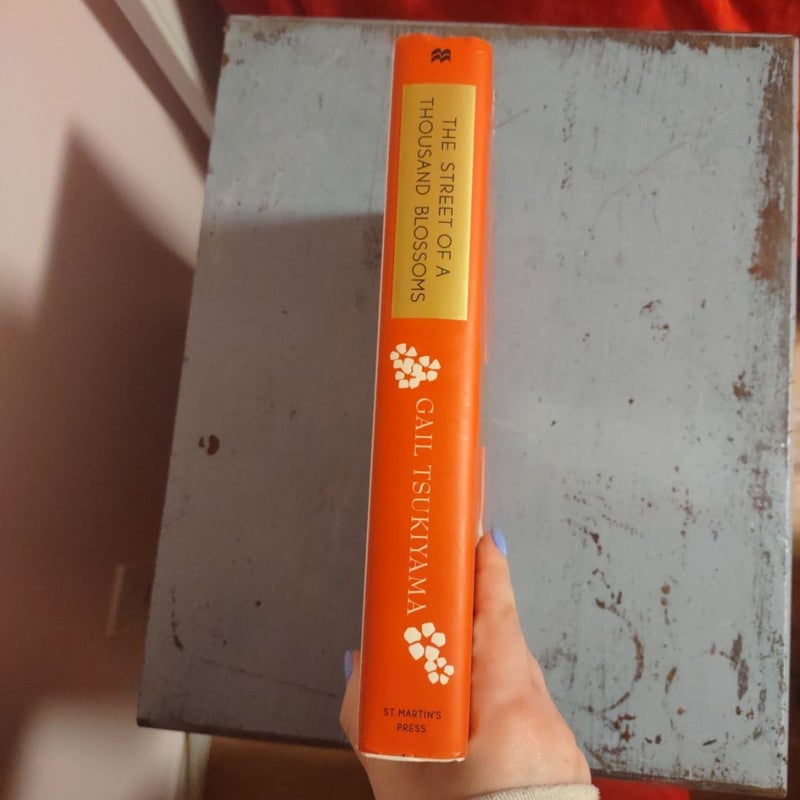 THE STREET OF A
THOUSAND BLOSSOMS
GAIL TSUKIYAMA
ST. MARTIN'S
PRESS